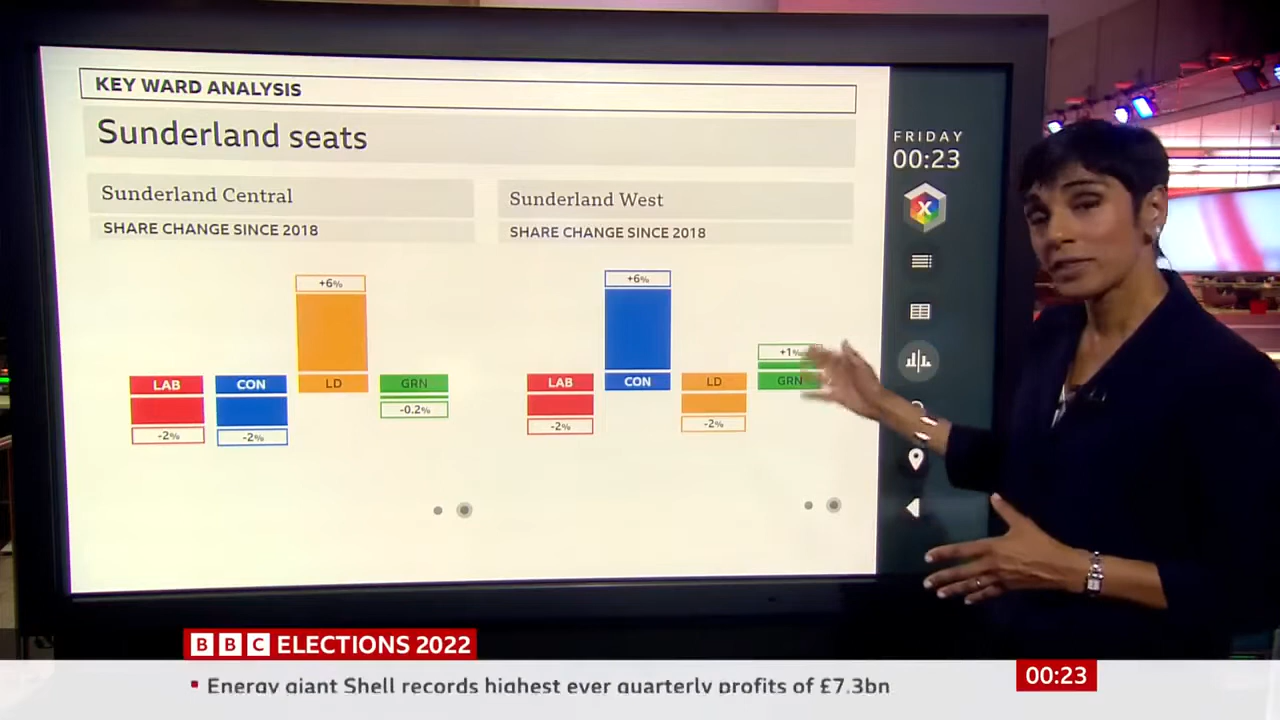 KEY WARD ANALYSIS
Sunderland seats
Sunderland Central
SHARE CHANGE SINCE 2018
+6%
LAB
CON
LD
GRN
-2%
-2%
-0.2%
Sunderland West
SHARE CHANGE SINCE 2018
+6%
+1%
LAB
CON
LD
GRN
-2%
-2%
FRIDAY
00:23
X
BBC ELECTIONS 2022
Energy giant Shell records highest ever quarterly profits of £7.3bn
00:23